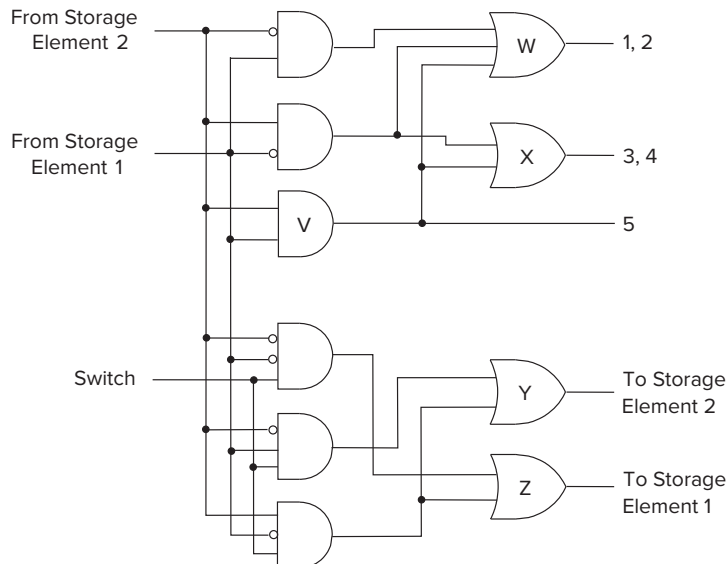 From Storage
Element 2
W
1, 2
From Storage
Element 1
X
3, 4
V
5
Switch
Y
To Storage
Element 2
Z
To Storage
Element 1